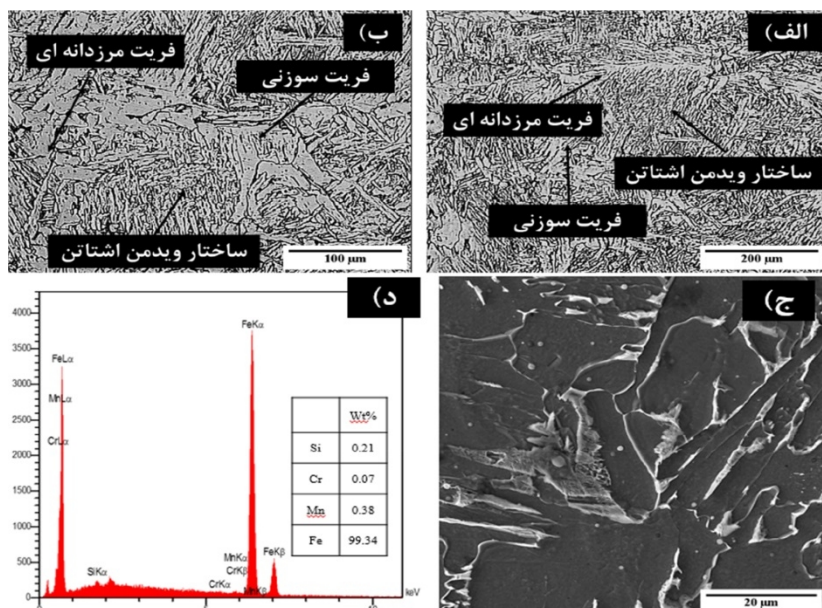 الف)
فریت مرزدانه ای
ساختار ویدمن اشتاتن
فریت سوزنی
200 µm
ب)
فریت مرزدانه ای
فریت سوزنی
ساختار ویدمن اشتاتن
100 µm
ج)
20 µm
د)
4000
3500
3000
2500
2000
1500
1000
500
0
FeLα
MnLα
CrLα
SiKα
CrKα
MnKα
CrKβ
FeKα
FeKβ
0
keV
Wt%
Si 0.21
Cr 0.07
Mn 0.38
Fe 99.34